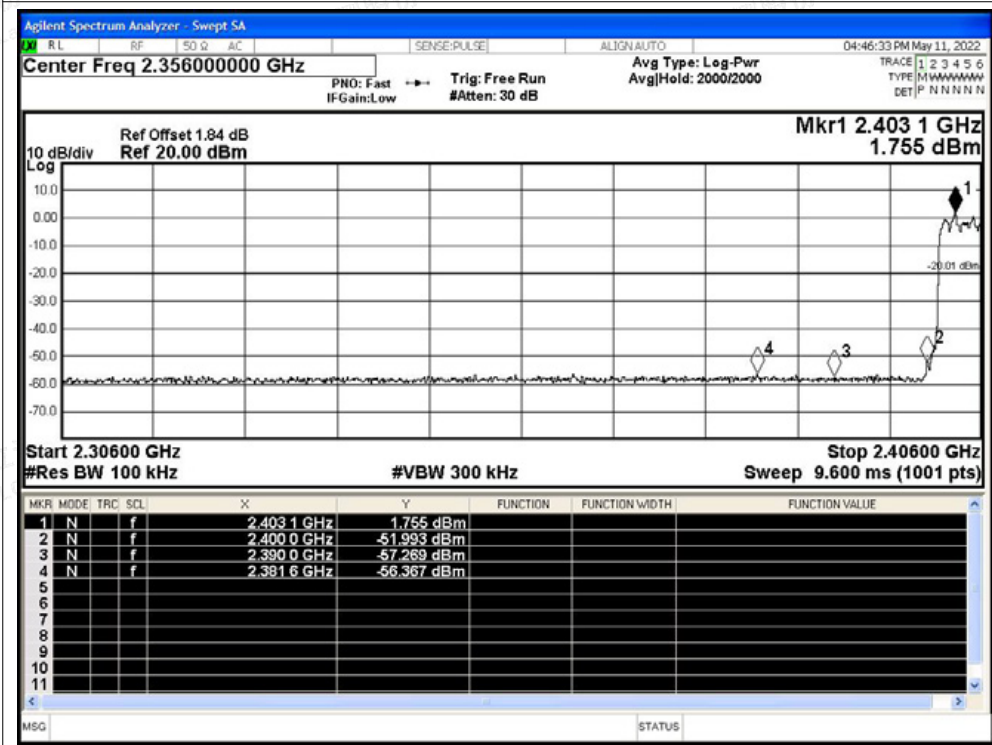 Agilent Spectrum Analyzer - Swept SA
LXI RL RF 50 Ω AC SENSE:PULSE ALIGN AUTO 04:46:33 PM May 11, 2022
Center Freq 2.356000000 GHz
PNO: Fast
IFGain:Low
Trig: Free Run
#Atten: 30 dB
Avg Type: Log-Pwr
Avg|Hold: 2000/2000
TRACE 1 2 3 4 5 6
TYPE M W W W W W
DET P N N N N N
Ref Offset 1.84 dB
10 dB/div Ref 20.00 dBm
Log
Mkr1 2.403 1 GHz
1.755 dBm
10.0
0.00
-10.0
-20.0
-30.0
-40.0
-50.0
-60.0
-70.0
1
-20.01 dBm
2
3
4
Start 2.30600 GHz Stop 2.40600 GHz
#Res BW 100 kHz #VBW 300 kHz Sweep 9.600 ms (1001 pts)
MKR MODE TRC SCL X Y FUNCTION FUNCTION WIDTH FUNCTION VALUE
1 N f 2.403 1 GHz 1.755 dBm
2 N f 2.400 0 GHz -51.993 dBm
3 N f 2.390 0 GHz -57.269 dBm
4 N f 2.381 6 GHz -56.367 dBm
5
6
7
8
9
10
11
MSG STATUS